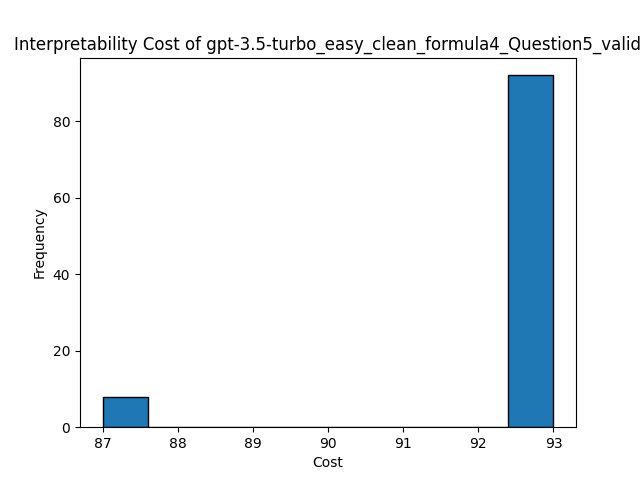 Interpretability Cost of gpt-3.5-turbo_easy_clean_formula4_Question5_valid
80
60
40
20
0
Frequency
87 88 89 90 91 92 93
Cost